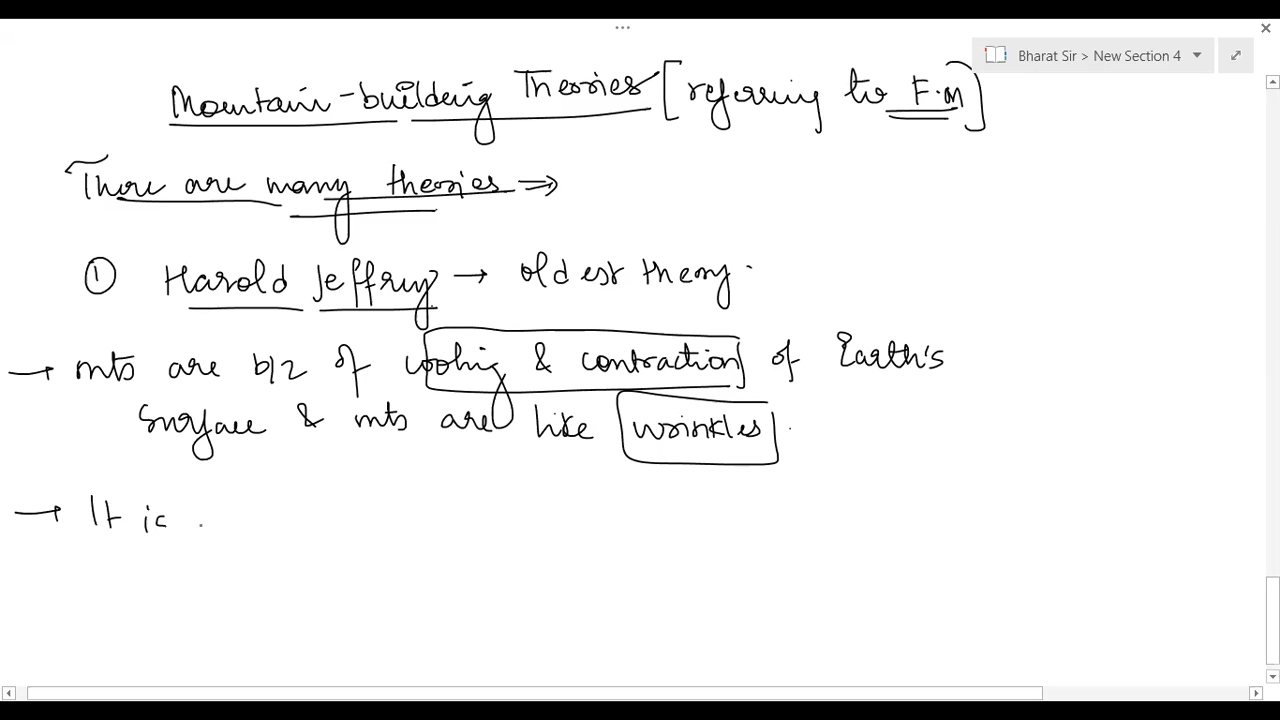 Bharat Sir > New Section 4
Mountain-building Theories [referring to F.M]
There are many theories ⇒
① Harold Jeffry → oldest theory.
→ mts are b/z of cooling & contraction of Earth's
surface & mts are like wrinkles.
→ It is